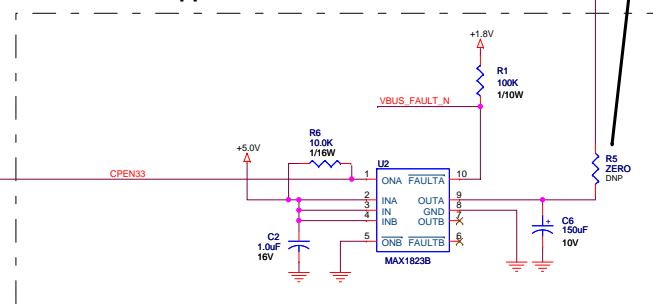 +1.8V
R1
100K
1/10W
VBUS_FAULT_N
R6
10.0K
1/16W
+5.0V
CPEN33
U2
1 ONA FAULTA 10
2 INA OUTA 9
3 IN GND 8
4 INB OUTB 7
5 ONB FAULTB 6
MAX1823B
C2
1.0uF
16V
R5
ZERO
DNP
+
C6
150uF
10V